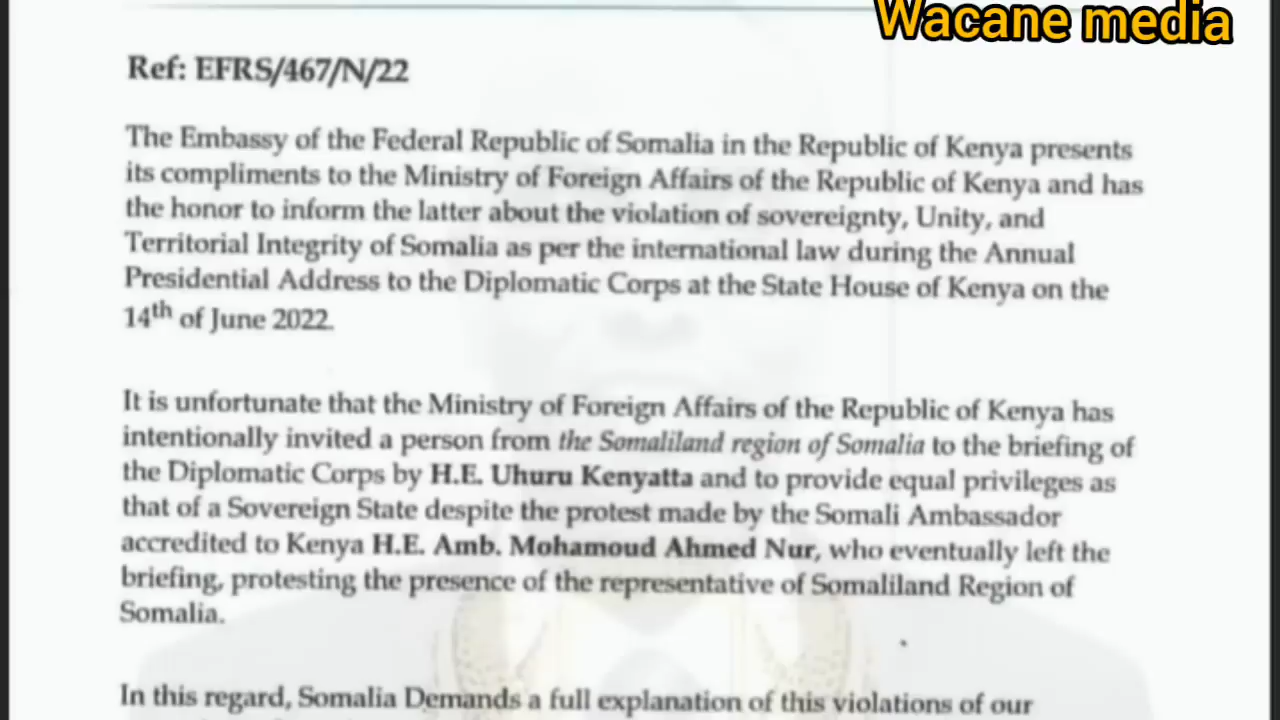 Wacane media
Ref: EFRS/467/N/22
The Embassy of the Federal Republic of Somalia in the Republic of Kenya presents
its compliments to the Ministry of Foreign Affairs of the Republic of Kenya and has
the honor to inform the latter about the violation of sovereignty, Unity, and
Territorial Integrity of Somalia as per the international law during the Annual
Presidential Address to the Diplomatic Corps at the State House of Kenya on the
14th of June 2022.
It is unfortunate that the Ministry of Foreign Affairs of the Republic of Kenya has
intentionally invited a person from the Somaliland region of Somalia to the briefing of
the Diplomatic Corps by H.E. Uhuru Kenyatta and to provide equal privileges as
that of a Sovereign State despite the protest made by the Somali Ambassador
accredited to Kenya H.E. Amb. Mohamoud Ahmed Nur, who eventually left the
briefing, protesting the presence of the representative of Somaliland Region of
Somalia.
In this regard, Somalia Demands a full explanation of this violations of our